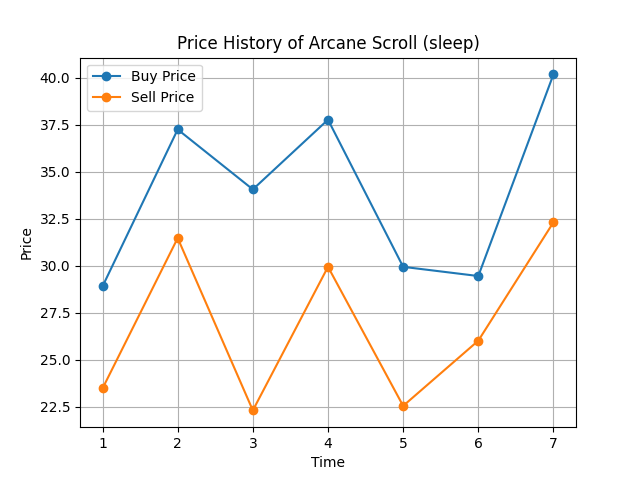 Price History of Arcane Scroll (sleep)
Buy Price
Sell Price
40.0
37.5
35.0
32.5
30.0
27.5
25.0
22.5
Price
1 2 3 4 5 6 7
Time